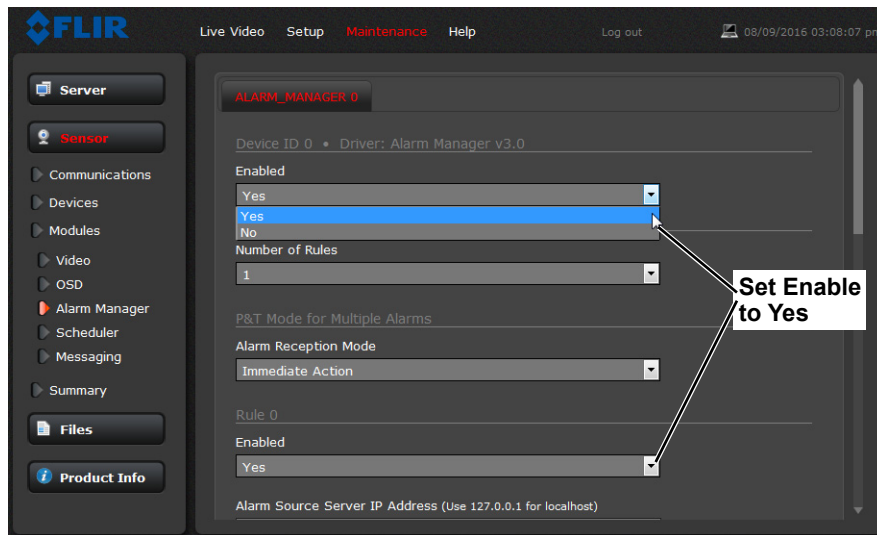 FLIR
Live Video Setup Maintenance Help Log out 08/09/2016 03:08:07 pm
Server
Sensor
Communications
Devices
Modules
Video
OSD
Alarm Manager
Scheduler
Messaging
Summary
Files
Product Info
ALARM_MANAGER 0
Device ID 0 • Driver: Alarm Manager v3.0
Enabled
Yes
Yes
No
Number of Rules
1
P&T Mode for Multiple Alarms
Alarm Reception Mode
Immediate Action
Rule 0
Enabled
Yes
Alarm Source Server IP Address (Use 127.0.0.1 for localhost)
Set Enable
to Yes